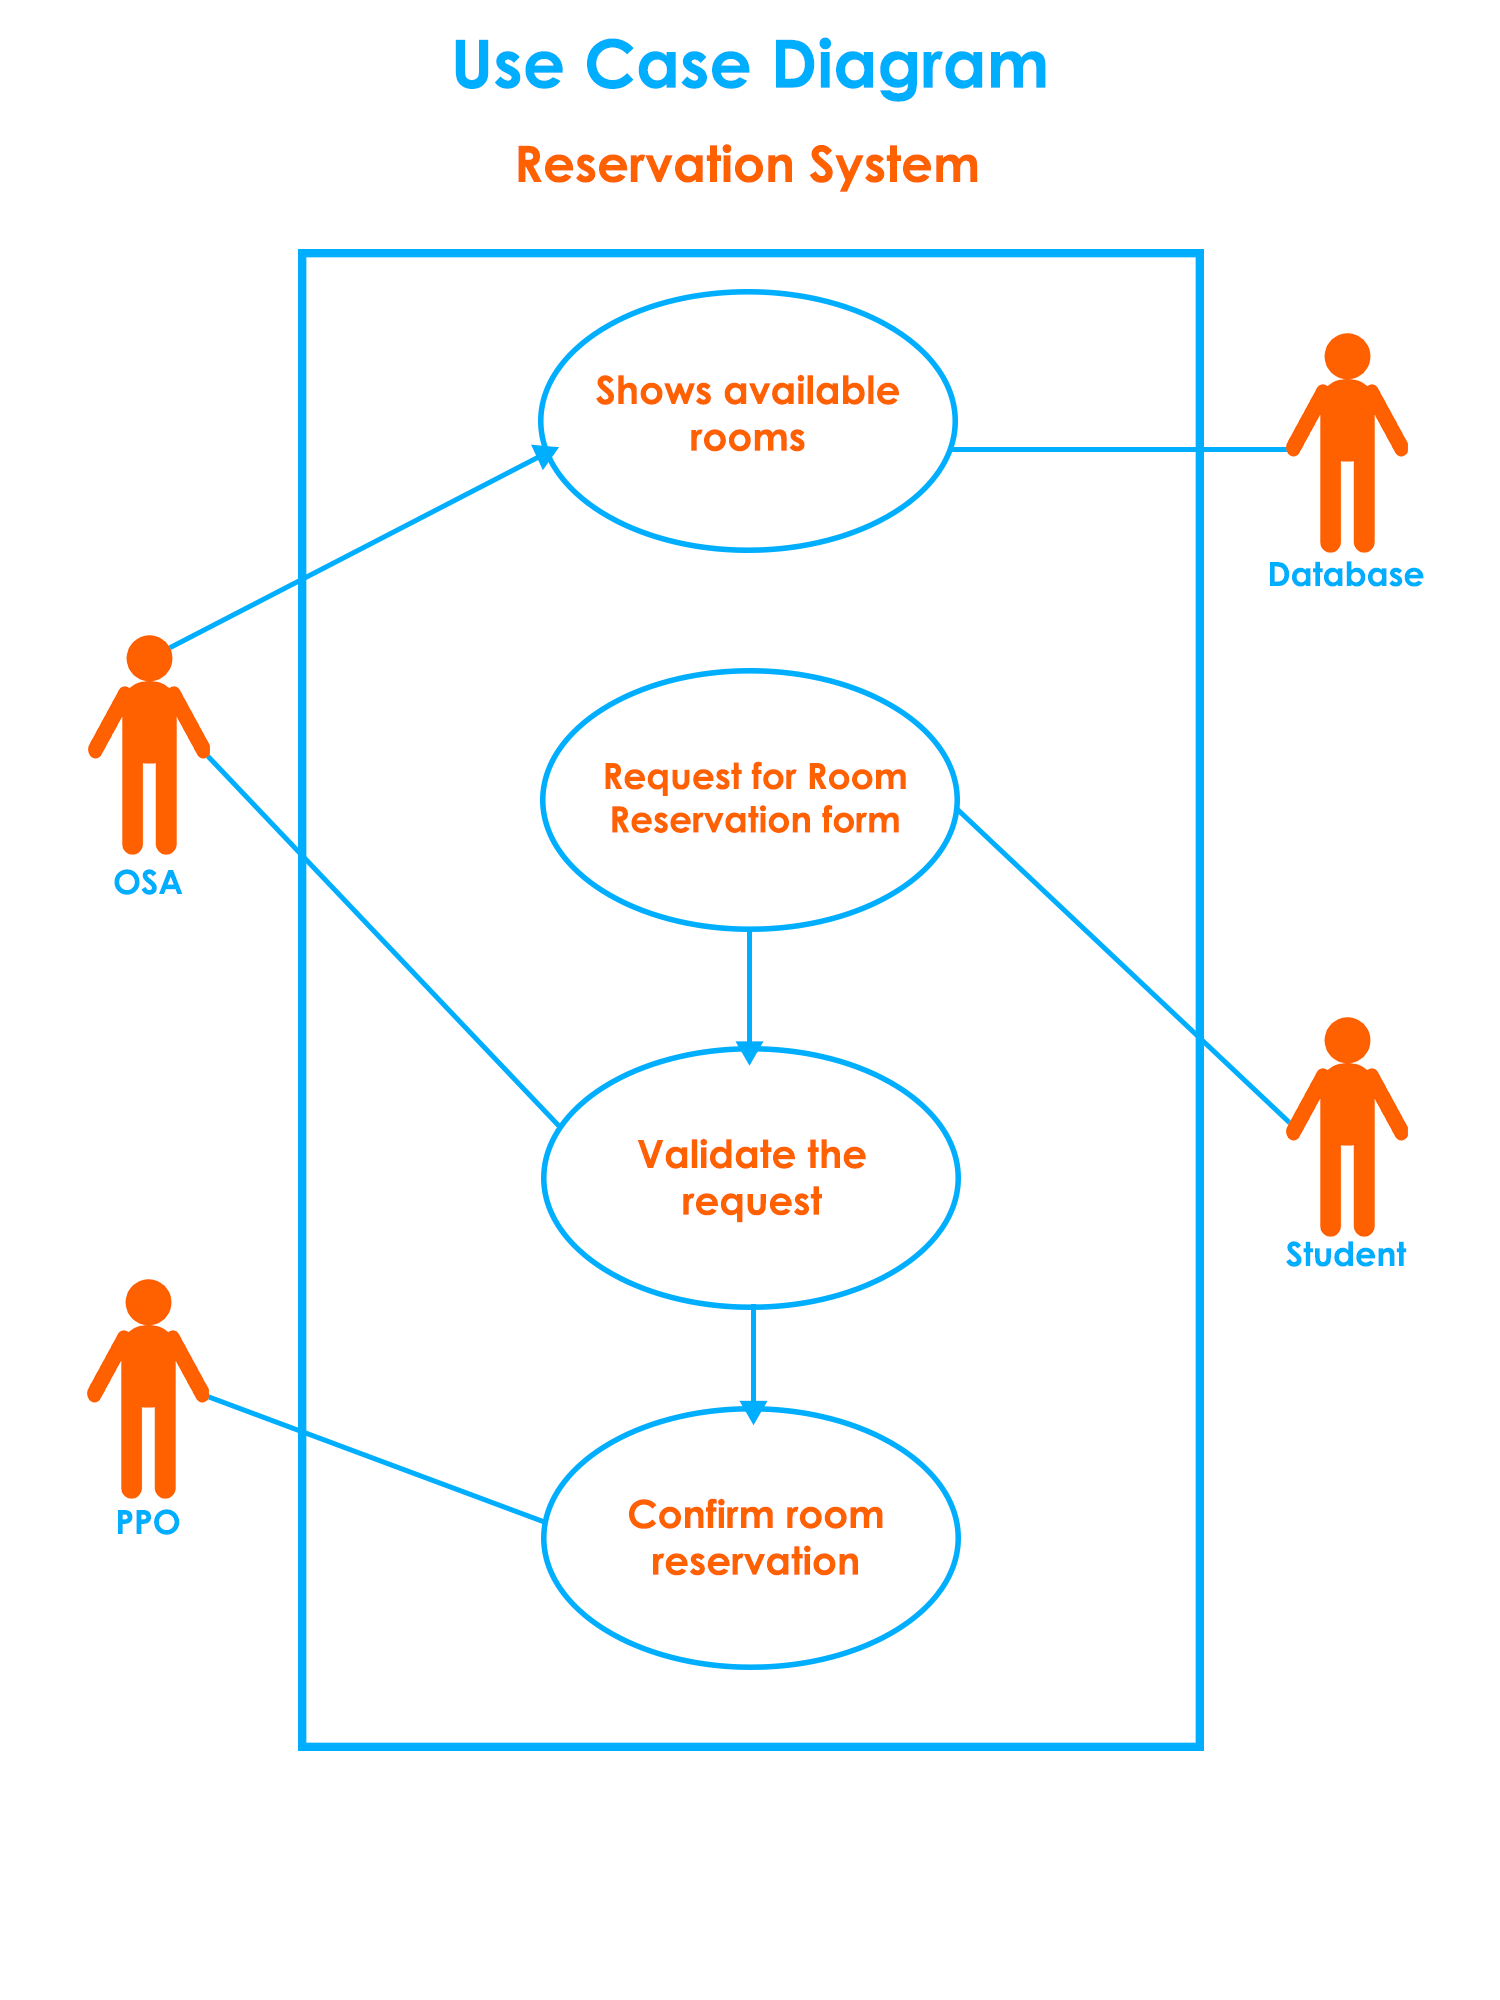 Use Case Diagram
Reservation System
Shows available
rooms
Database
OSA
Request for Room
Reservation form
Validate the
request
Student
PPO
Confirm room
reservation